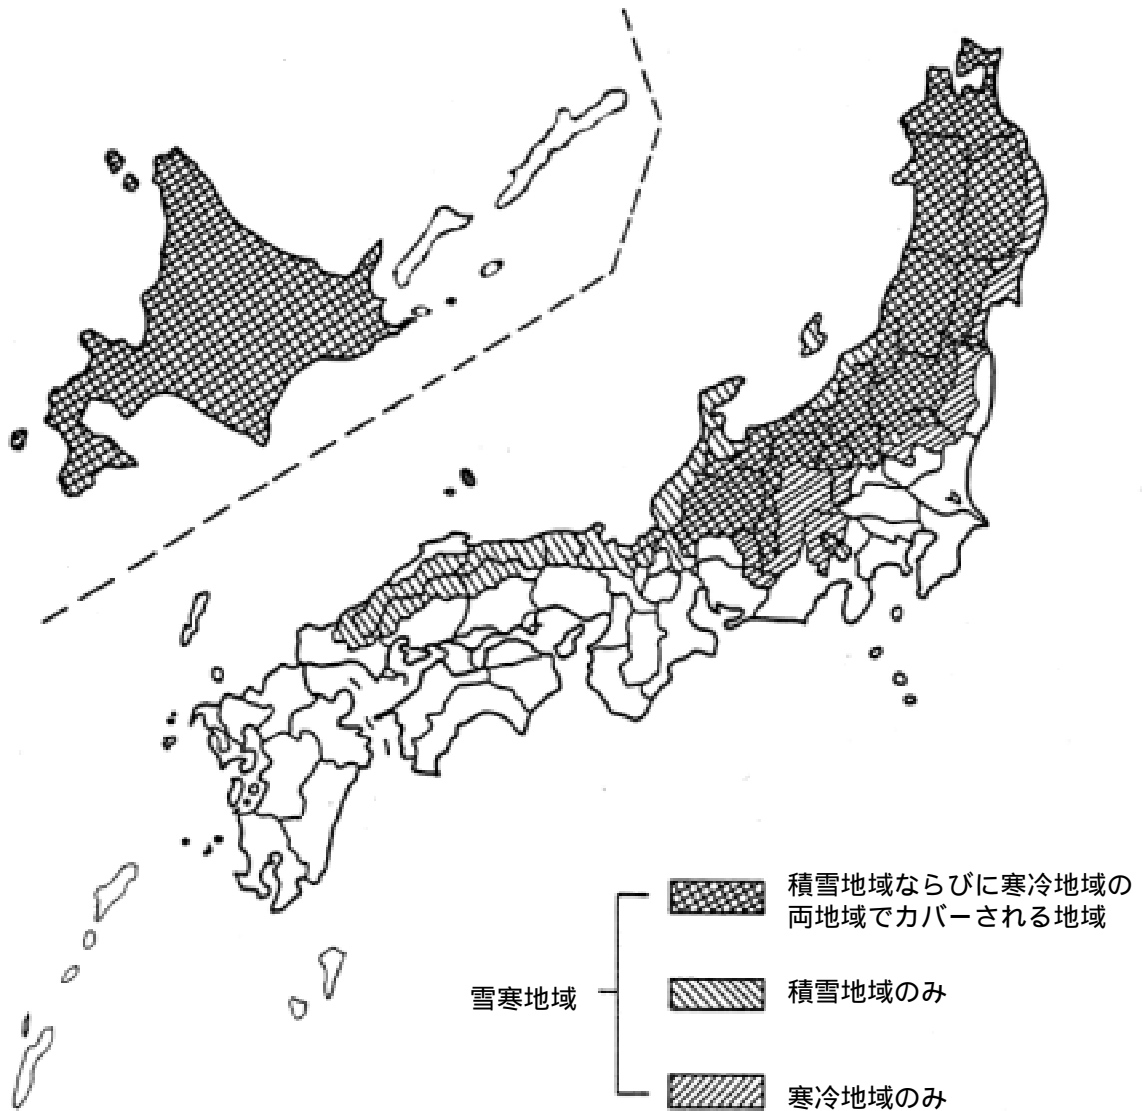 積雪地域ならびに寒冷地域の
両地域でカバーされる地域
雪寒地域
積雪地域のみ
寒冷地域のみ